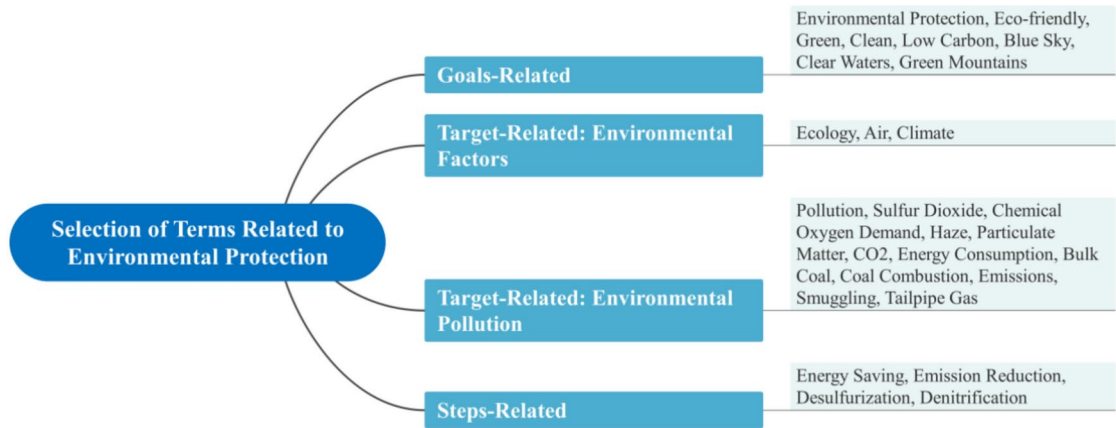 Selection of Terms Related to
Environmental Protection
Goals-Related
Environmental Protection, Eco-friendly,
Green, Clean, Low Carbon, Blue Sky,
Clear Waters, Green Mountains
Target-Related: Environmental
Factors
Ecology, Air, Climate
Target-Related: Environmental
Pollution
Pollution, Sulfur Dioxide, Chemical
Oxygen Demand, Haze, Particulate
Matter, CO2, Energy Consumption, Bulk
Coal, Coal Combustion, Emissions,
Smuggling, Tailpipe Gas
Steps-Related
Energy Saving, Emission Reduction,
Desulfurization, Denitrification